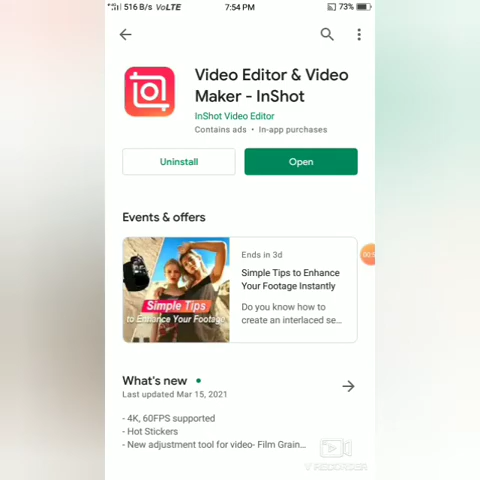 516 B/s VoLTE 7:54 PM 73%
Video Editor & Video
Maker - InShot
InShot Video Editor
Contains ads • In-app purchases
Uninstall
Open
Events & offers
Simple Tips
to Enhance Your Footage
Ends in 3d
Simple Tips to Enhance
Your Footage Instantly
Do you know how to
create an interlaced se...
What's new
Last updated Mar 15, 2021
- 4K, 60FPS supported
- Hot Stickers
- New adjustment tool for video- Film Grain...
V RECORDER